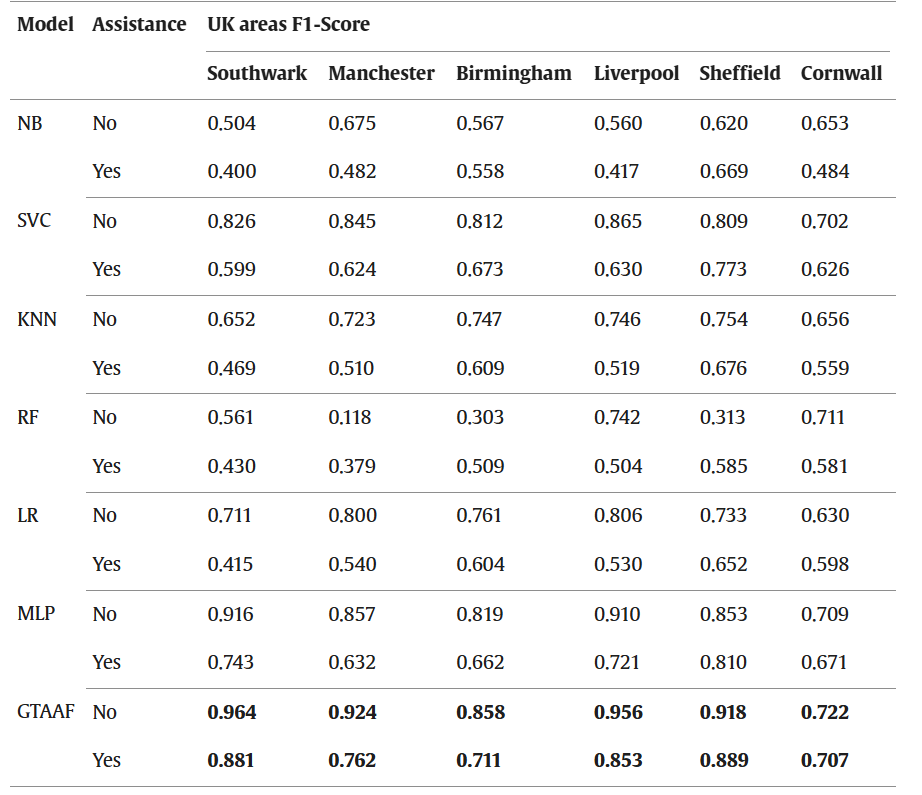 Model Assistance UK areas F1-Score
Southwark Manchester Birmingham Liverpool Sheffield Cornwall
NB No 0.504 0.675 0.567 0.560 0.620 0.653
Yes 0.400 0.482 0.558 0.417 0.669 0.484
SVC No 0.826 0.845 0.812 0.865 0.809 0.702
Yes 0.599 0.624 0.673 0.630 0.773 0.626
KNN No 0.652 0.723 0.747 0.746 0.754 0.656
Yes 0.469 0.510 0.609 0.519 0.676 0.559
RF No 0.561 0.118 0.303 0.742 0.313 0.711
Yes 0.430 0.379 0.509 0.504 0.585 0.581
LR No 0.711 0.800 0.761 0.806 0.733 0.630
Yes 0.415 0.540 0.604 0.530 0.652 0.598
MLP No 0.916 0.857 0.819 0.910 0.853 0.709
Yes 0.743 0.632 0.662 0.721 0.810 0.671
GTAAF No 0.964 0.924 0.858 0.956 0.918 0.722
Yes 0.881 0.762 0.711 0.853 0.889 0.707